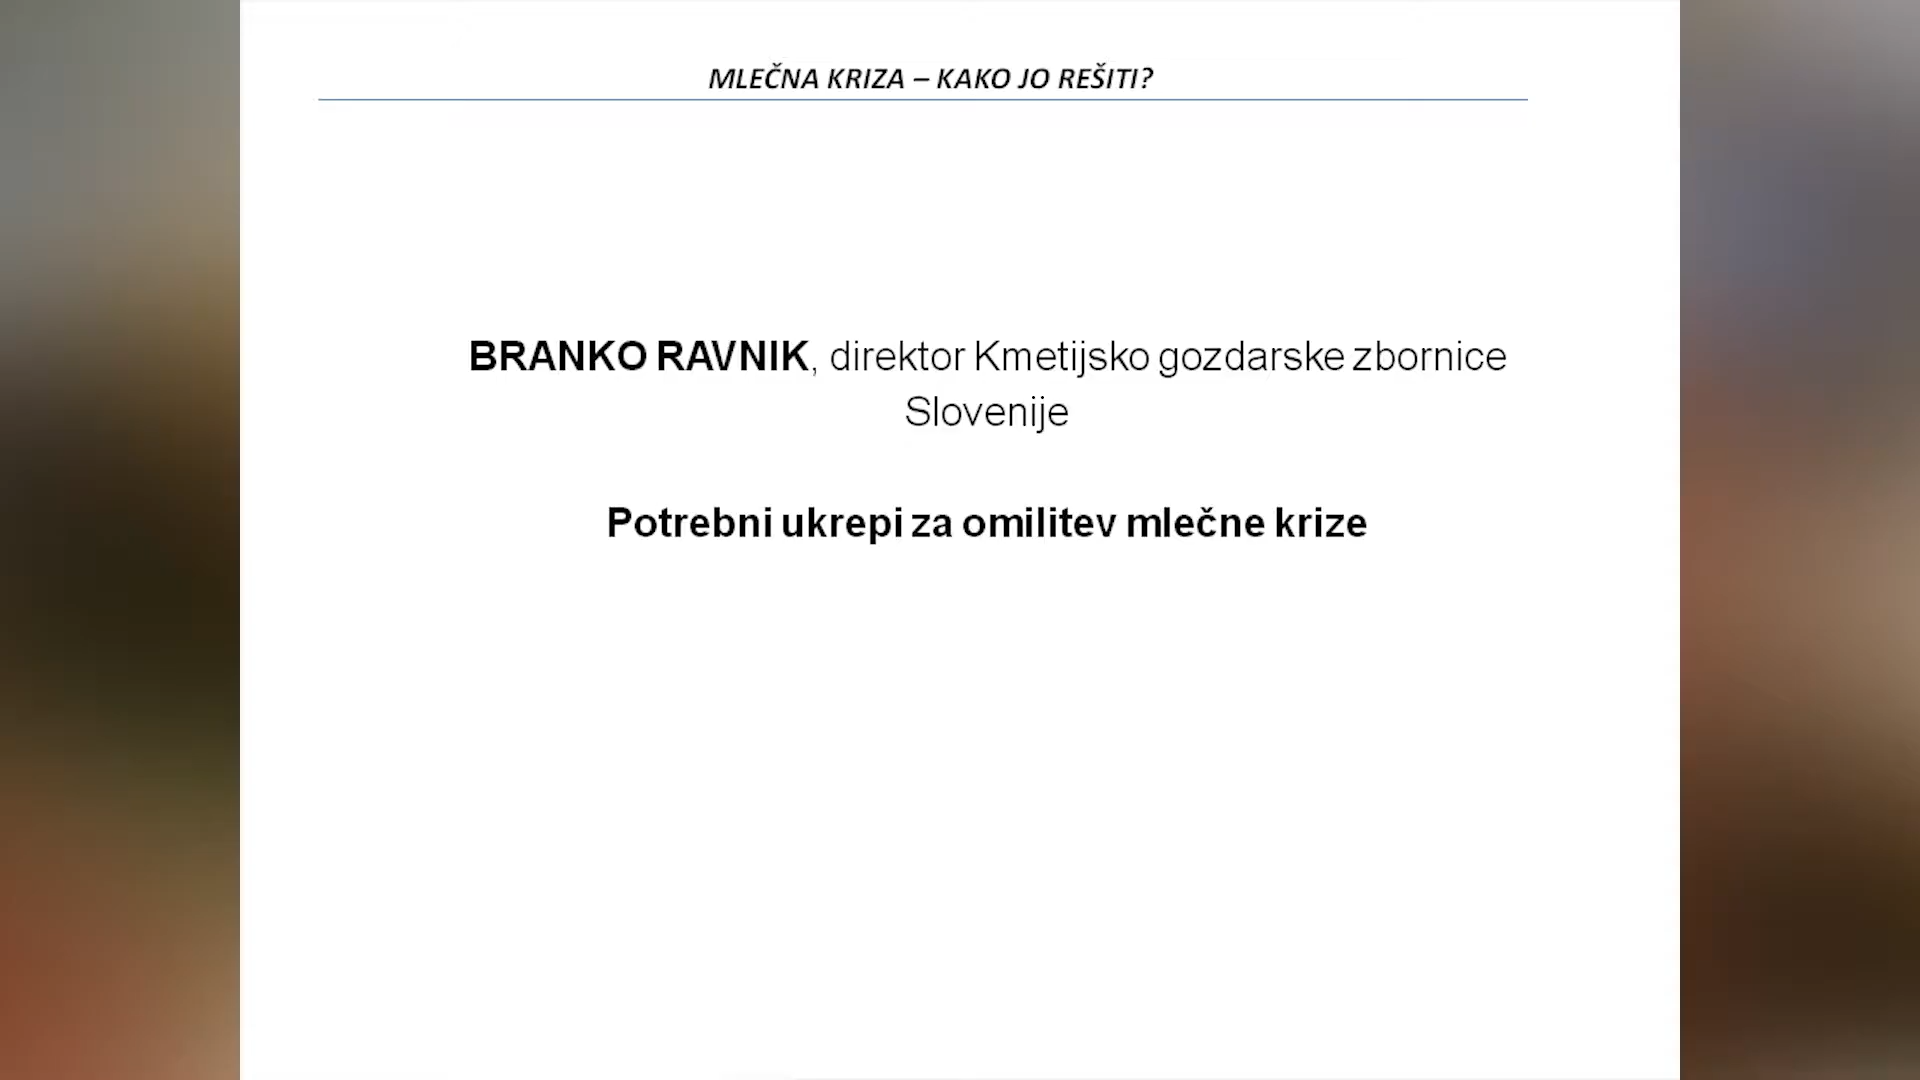 MLEČNA KRIZA – KAKO JO REŠITI?
BRANKO RAVNIK, direktor Kmetijsko gozdarske zbornice
Slovenije
Potrebni ukrepi za omilitev mlečne krize